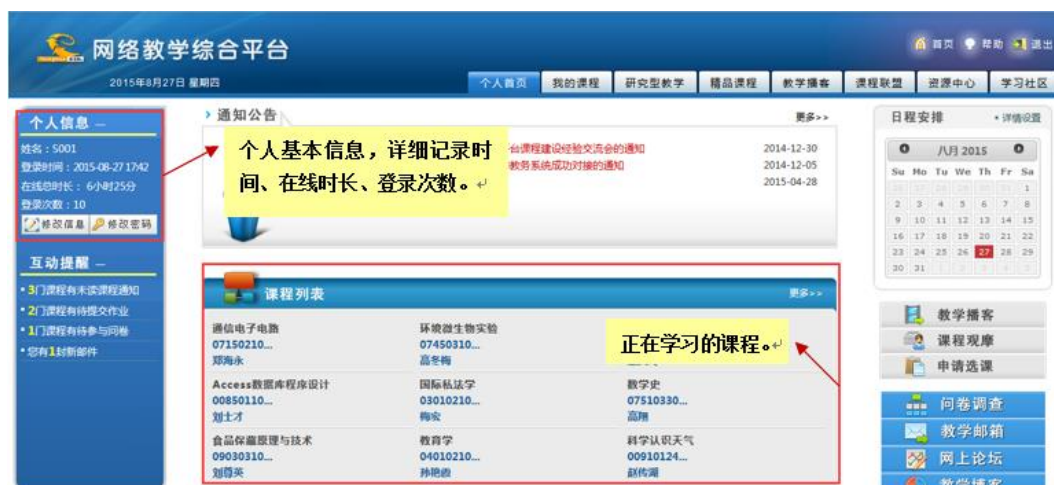 网络教学综合平台
首页 帮助 退出
2015年8月27日 星期四
个人首页 我的课程 研究型教学 精品课程 教学播客 课程联盟 资源中心 学习社区
个人信息
姓名：S001
登录时间：2015-08-27 17:42
在线总时长： 6小时25分
登录次数：10
修改信息 修改密码
互动提醒
3门课程有未读课程通知
2门课程有待提交作业
1门课程有待参与问卷
您有1封新邮件
通知公告 更多>>
台课程建设经验交流会的通知 2014-12-30
教务系统成功对接的通知 2014-12-05
2015-04-28
个人基本信息，详细记录时
间、在线时长、登录次数。
课程列表 更多>>
通信电子电路 环境微生物实验
07150210... 07450310...
郑海永 高冬梅
正在学习的课程。
Access数据库程序设计 国际私法学 数学史
00850110... 03010210... 07510330...
刘士才 梅宏 高翔
食品保藏原理与技术 教育学 科学认识天气
09030310... 04010210... 00910124...
刘尊英 孙艳霞 赵传湖
日程安排 详情设置
八月 2015
Su Mo Tu We Th Fr Sa
1
2 3 4 5 6 7 8
9 10 11 12 13 14 15
16 17 18 19 20 21 22
23 24 25 26 27 28 29
30 31
教学播客
课程观摩
申请选课
问卷调查
教学邮箱
网上论坛
教学博客